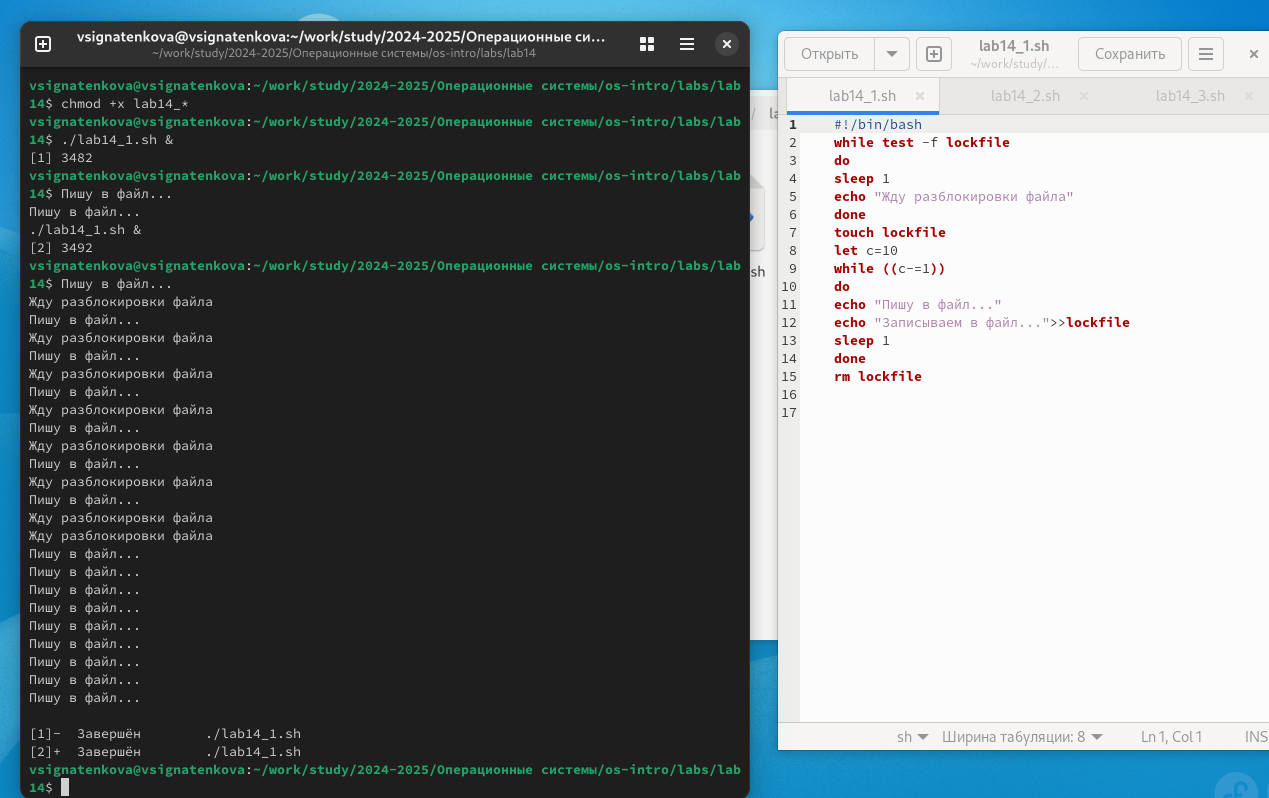 vsignatenkova@vsignatenkova:~/work/study/2024-2025/Операционные си...
~/work/study/2024-2025/Операционные системы/os-intro/labs/lab14
vsignatenkova@vsignatenkova:~/work/study/2024-2025/Операционные системы/os-intro/labs/lab
14$ chmod +x lab14_*
vsignatenkova@vsignatenkova:~/work/study/2024-2025/Операционные системы/os-intro/labs/lab
14$ ./lab14_1.sh &
[1] 3482
vsignatenkova@vsignatenkova:~/work/study/2024-2025/Операционные системы/os-intro/labs/lab
14$ Пишу в файл...
Пишу в файл...
./lab14_1.sh &
[2] 3492
vsignatenkova@vsignatenkova:~/work/study/2024-2025/Операционные системы/os-intro/labs/lab
14$ Пишу в файл...
Жду разблокировки файла
Пишу в файл...
Жду разблокировки файла
Пишу в файл...
Жду разблокировки файла
Пишу в файл...
Жду разблокировки файла
Пишу в файл...
Жду разблокировки файла
Пишу в файл...
Жду разблокировки файла
Пишу в файл...
Жду разблокировки файла
Жду разблокировки файла
Пишу в файл...
Пишу в файл...
Пишу в файл...
Пишу в файл...
Пишу в файл...
Пишу в файл...
Пишу в файл...
Пишу в файл...
Пишу в файл...
[1]-  Завершён        ./lab14_1.sh
[2]+  Завершён        ./lab14_1.sh
vsignatenkova@vsignatenkova:~/work/study/2024-2025/Операционные системы/os-intro/labs/lab
14$
/ la
sh
Открыть
lab14_1.sh
~/work/study/...
Сохранить
lab14_1.sh
lab14_2.sh
lab14_3.sh
1 #!/bin/bash
2 while test -f lockfile
3 do
4 sleep 1
5 echo "Жду разблокировки файла"
6 done
7 touch lockfile
8 let c=10
9 while ((c-=1))
10 do
11 echo "Пишу в файл..."
12 echo "Записываем в файл...">>lockfile
13 sleep 1
14 done
15 rm lockfile
16
17
sh
Ширина табуляции: 8
Ln 1, Col 1
INS